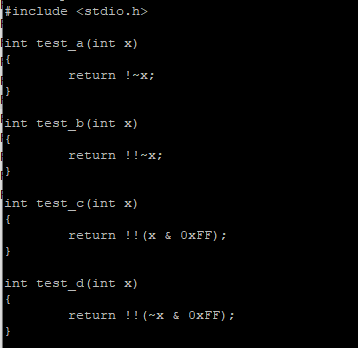 #include <stdio.h>
int test_a(int x)
{
return !~x;
}
int test_b(int x)
{
return !!~x;
}
int test_c(int x)
{
return !!(x & 0xFF);
}
int test_d(int x)
{
return !!(~x & 0xFF);
}